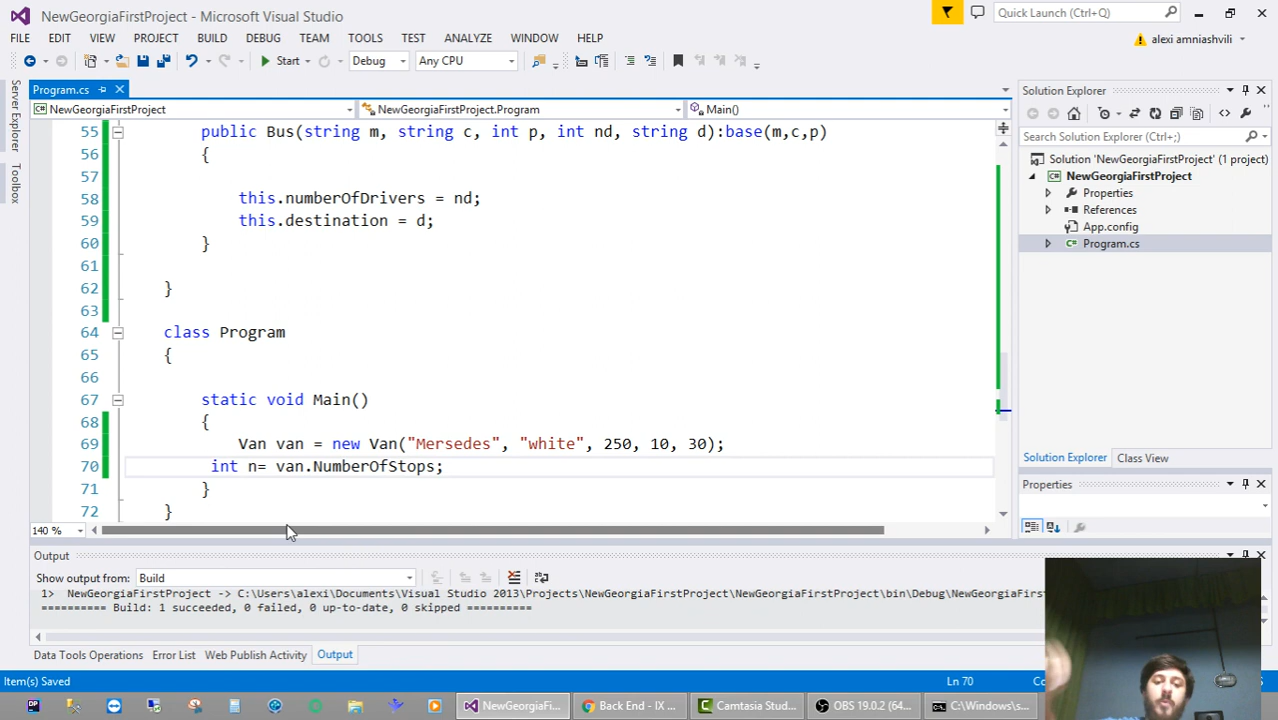 NewGeorgiaFirstProject - Microsoft Visual Studio
Quick Launch (Ctrl+Q)
FILE EDIT VIEW PROJECT BUILD DEBUG TEAM TOOLS TEST ANALYZE WINDOW HELP
alexi amniashvili
Start Debug Any CPU
Server Explorer
Toolbox
Program.cs
NewGeorgiaFirstProject NewGeorgiaFirstProject.Program Main()
55 public Bus(string m, string c, int p, int nd, string d):base(m,c,p)
56 {
57
58 this.numberOfDrivers = nd;
59 this.destination = d;
60 }
61
62 }
63
64 class Program
65 {
66
67 static void Main()
68 {
69 Van van = new Van("Mersedes", "white", 250, 10, 30);
70 int n= van.NumberOfStops;
71 }
72 }
140 %
Solution Explorer
Search Solution Explorer (Ctrl+;)
Solution 'NewGeorgiaFirstProject' (1 project)
NewGeorgiaFirstProject
Properties
References
App.config
Program.cs
Solution Explorer Class View
Properties
Output
Show output from: Build
1> NewGeorgiaFirstProject -> C:\Users\alexi\Documents\Visual Studio 2013\Projects\NewGeorgiaFirstProject\NewGeorgiaFirstProject\bin\Debug\NewGeorgiaFirst
========== Build: 1 succeeded, 0 failed, 0 up-to-date, 0 skipped ==========
Data Tools Operations Error List Web Publish Activity Output
Item(s) Saved Ln 70
NewGeorgiaFi... Back End - IX ... Camtasia Stud... OBS 19.0.2 (64... C:\Windows\s...